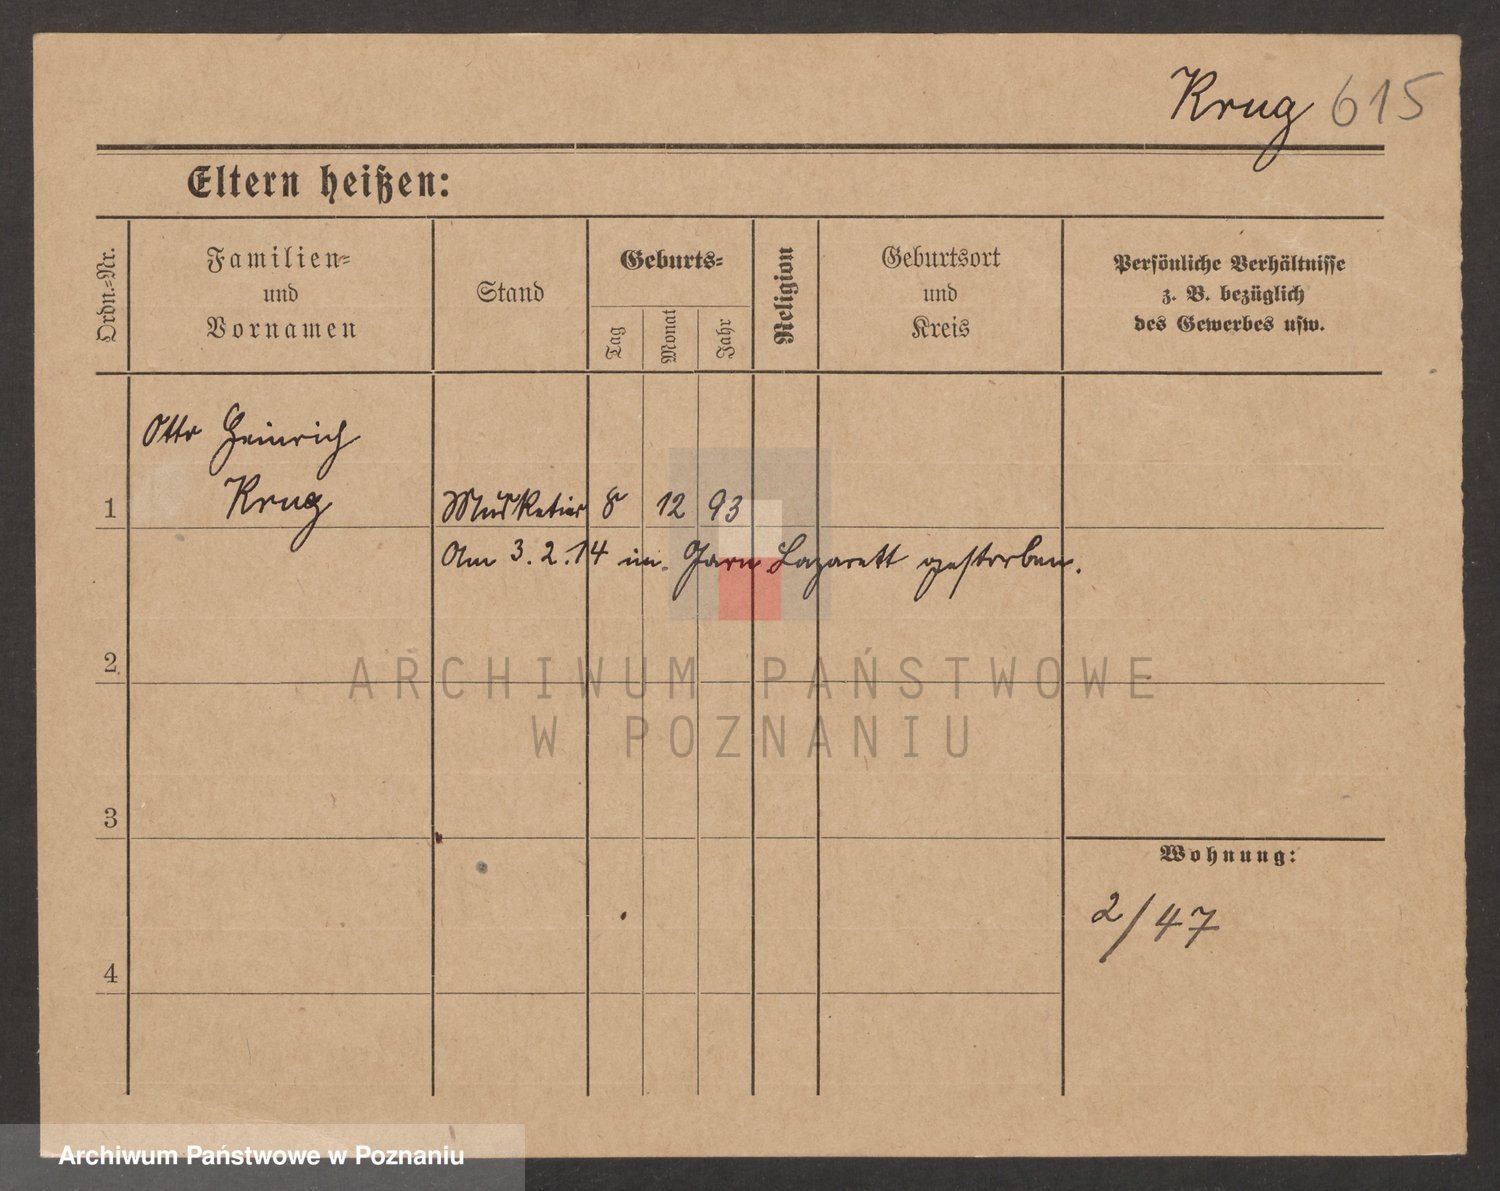 Krug 615
Eltern heißen:
Ordn.-Nr.
Familien-
und
Vornamen
Stand
Geburts-
Tag
Monat
Jahr
Religion
Geburtsort
und
Kreis
Persönliche Verhältnisse
z. B. bezüglich
des Gewerbes usw.
Otto Heinrich
1 Krug Musketier 8 12 93
Am 3. 2. 14 im Garn Lazarett gestorben.
2
3
Wohnung:
2/47
4
ARCHIWUM PAŃSTWOWE
W POZNANIU
Archiwum Państwowe w Poznaniu